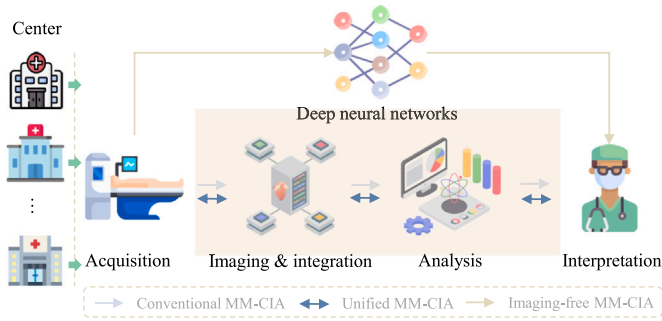 Center
Deep neural networks
Acquisition
Imaging & integration
Analysis
Interpretation
Conventional MM-CIA
Unified MM-CIA
Imaging-free MM-CIA